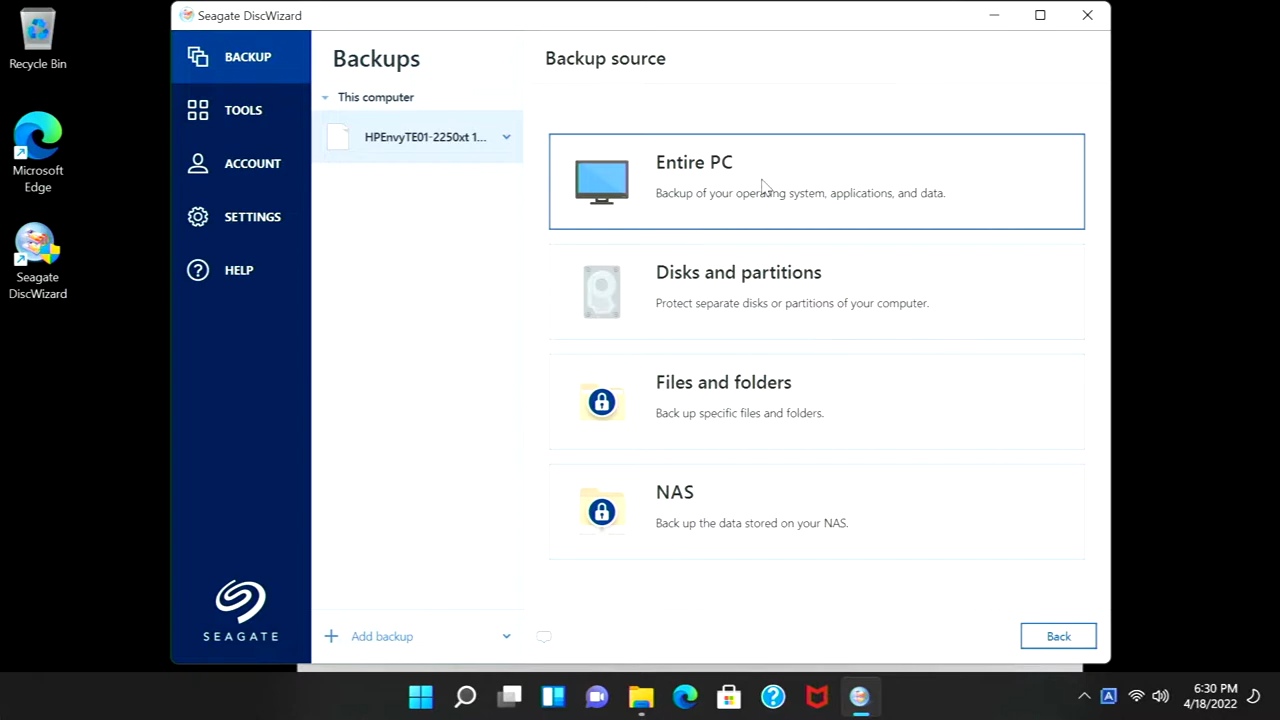 Seagate DiscWizard
Recycle Bin
Microsoft
Edge
Seagate
DiscWizard
BACKUP
TOOLS
ACCOUNT
SETTINGS
HELP
SEAGATE
Backups
This computer
HPEnvyTE01-2250xt 1...
Add backup
Backup source
Entire PC
Backup of your operating system, applications, and data.
Disks and partitions
Protect separate disks or partitions of your computer.
Files and folders
Back up specific files and folders.
NAS
Back up the data stored on your NAS.
Back
A
6:30 PM
4/18/2022